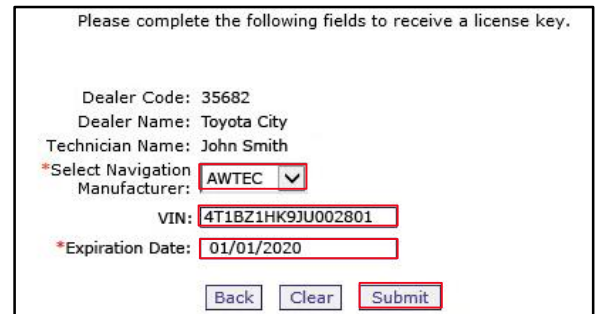 Please complete the following fields to receive a license key.
Dealer Code: 35682
Dealer Name: Toyota City
Technician Name: John Smith
*Select Navigation
Manufacturer: AWTEC
VIN: 4T1BZ1HK9JU002801
*Expiration Date: 01/01/2020
Back Clear Submit